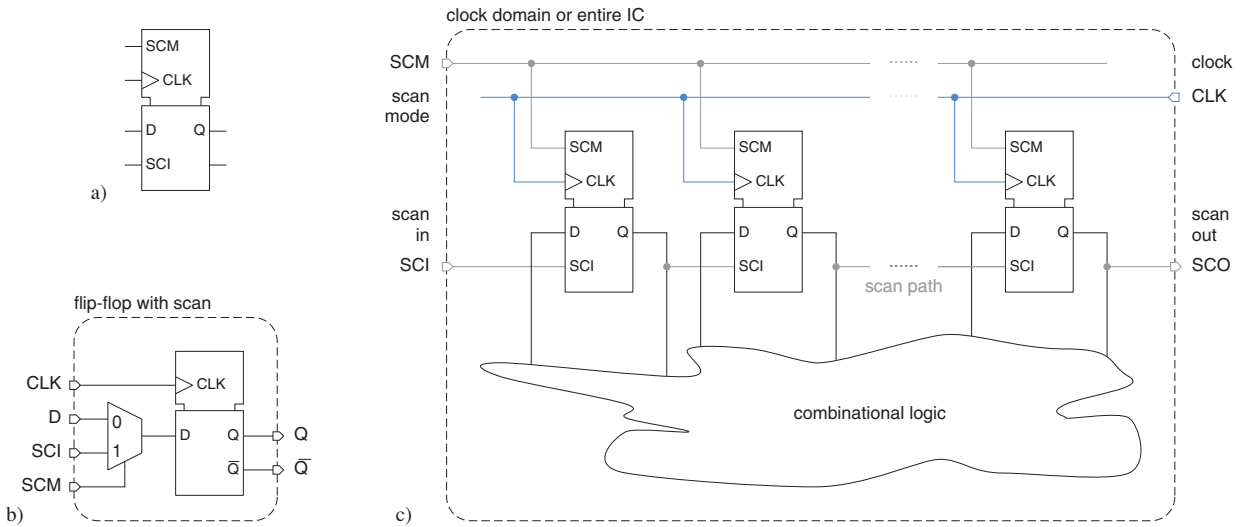 SCM
CLK
D Q
SCI
a)
flip-flop with scan
CLK
CLK
D
0
D Q
Q
SCI
1
Q
Q
SCM
b)
clock domain or entire IC
SCM
clock
scan
mode
CLK
SCM
SCM
SCM
CLK
CLK
CLK
scan
in
scan
out
D Q
D Q
D Q
SCI
SCI
SCI
SCI
SCO
scan path
combinational logic
c)